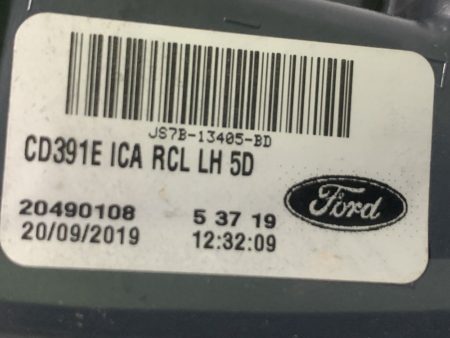 JS7B-13405-BD
CD391E ICA RCL LH 5D
20490108 5 37 19
20/09/2019 12:32:09
Ford